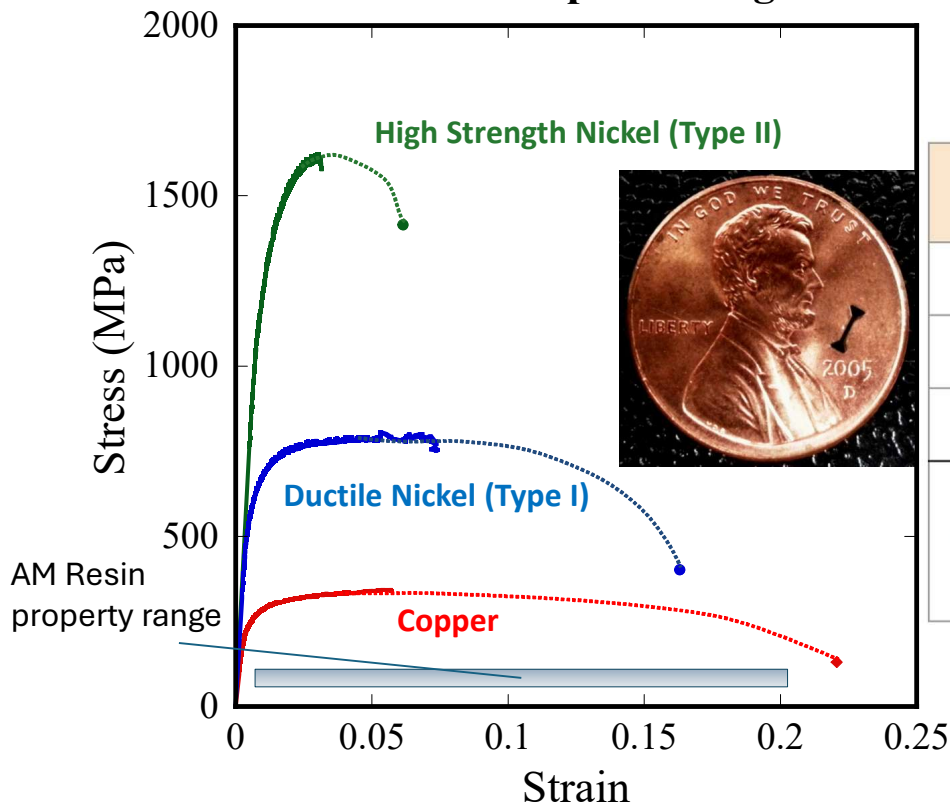 2000
High Strength Nickel (Type II)
1500
IN GOD WE TRUST
LIBERTY
2005
D
Stress (MPa)
1000
Ductile Nickel (Type I)
500
AM Resin
property range
Copper
0
0
0.05
0.1
0.15
0.2
0.25
Strain